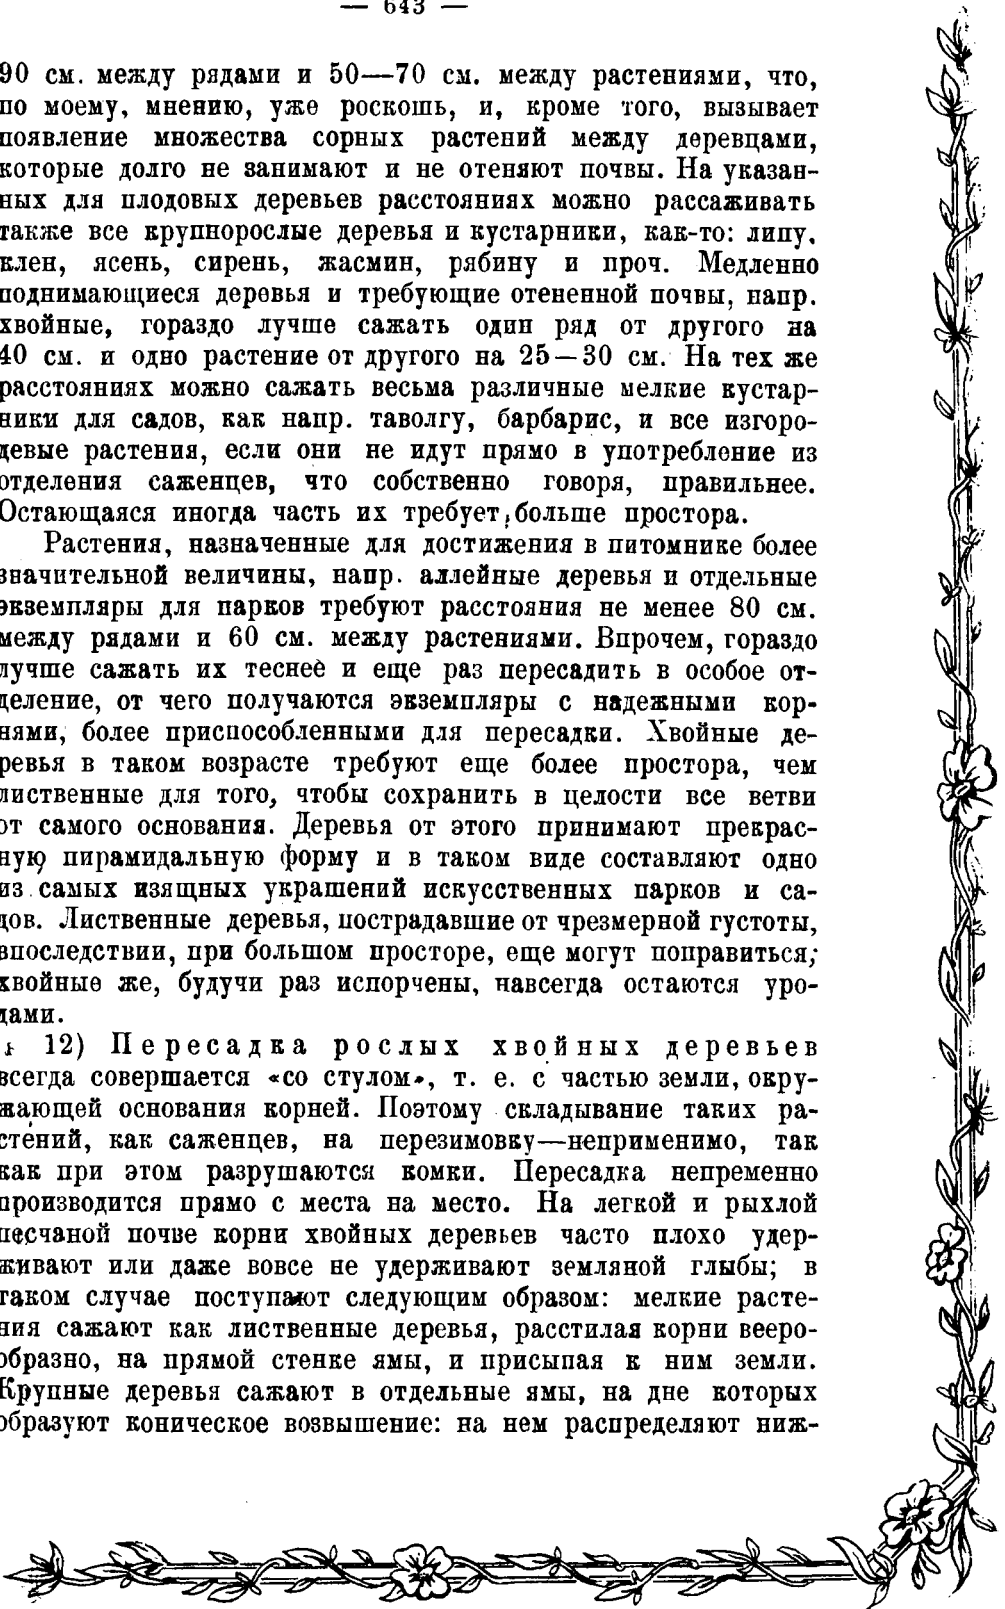 — 643 —
90 см. между рядами и 50—70 см. между растениями, что,
по моему, мнению, уже роскошь, и, кроме того, вызывает
появление множества сорных растений между деревцами,
которые долго не занимают и не отеняют почвы. На указан-
ных для плодовых деревьев расстояниях можно рассаживать
также все крупнорослые деревья и кустарники, как-то: липу,
клен, ясень, сирень, жасмин, рябину и проч. Медленно
поднимающиеся деревья и требующие отененной почвы, напр.
хвойные, гораздо лучше сажать один ряд от другого на
40 см. и одно растение от другого на 25—30 см. На тех же
расстояниях можно сажать весьма различные мелкие кустар-
ники для садов, как напр. таволгу, барбарис, и все изгоро-
девые растения, если они не идут прямо в употребление из
отделения саженцев, что собственно говоря, правильнее.
Остающаяся иногда часть их требует больше простора.
Растения, назначенные для достижения в питомнике более
значительной величины, напр. аллейные деревья и отдельные
экземпляры для парков требуют расстояния не менее 80 см.
между рядами и 60 см. между растениями. Впрочем, гораздо
лучше сажать их теснее и еще раз пересадить в особое от-
деление, от чего получаются экземпляры с надежными кор-
нями, более приспособленными для пересадки. Хвойные де-
ревья в таком возрасте требуют еще более простора, чем
лиственные для того, чтобы сохранить в целости все ветви
от самого основания. Деревья от этого принимают прекрас-
ную пирамидальную форму и в таком виде составляют одно
из самых изящных украшений искусственных парков и са-
дов. Лиственные деревья, пострадавшие от чрезмерной густоты,
впоследствии, при большом просторе, еще могут поправиться;
хвойные же, будучи раз испорчены, навсегда остаются уро-
дами.
12) Пересадка рослых хвойных деревьев
всегда совершается «со стулом», т. е. с частью земли, окру-
жающей основания корней. Поэтому складывание таких ра-
стений, как саженцев, на перезимовку—неприменимо, так
как при этом разрушаются комки. Пересадка непременно
производится прямо с места на место. На легкой и рыхлой
песчаной почве корни хвойных деревьев часто плохо удер-
живают или даже вовсе не удерживают земляной глыбы; в
таком случае поступают следующим образом: мелкие расте-
ния сажают как лиственные деревья, расстилая корни вееро-
образно, на прямой стенке ямы, и присыпая к ним земли.
Крупные деревья сажают в отдельные ямы, на дне которых
образуют коническое возвышение: на нем распределяют ниж-